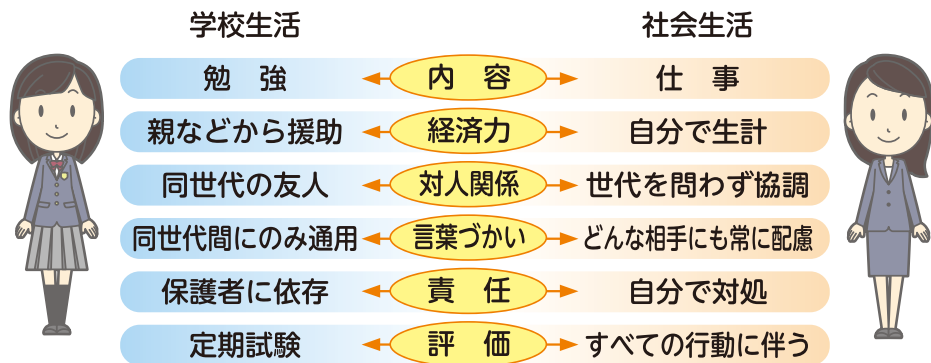 学校生活 社会生活
勉 強 内 容 仕 事
親などから援助 経済力 自分で生計
同世代の友人 対人関係 世代を問わず協調
同世代間にのみ通用 言葉づかい どんな相手にも常に配慮
保護者に依存 責 任 自分で対処
定期試験 評 価 すべての行動に伴う